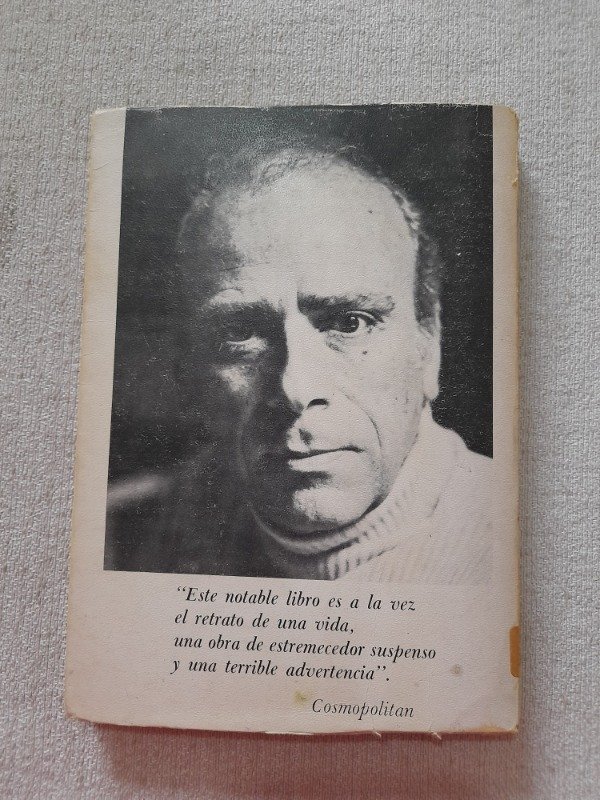 “Este notable libro es a la vez
el retrato de una vida,
una obra de estremecedor suspenso
y una terrible advertencia”.
Cosmopolitan